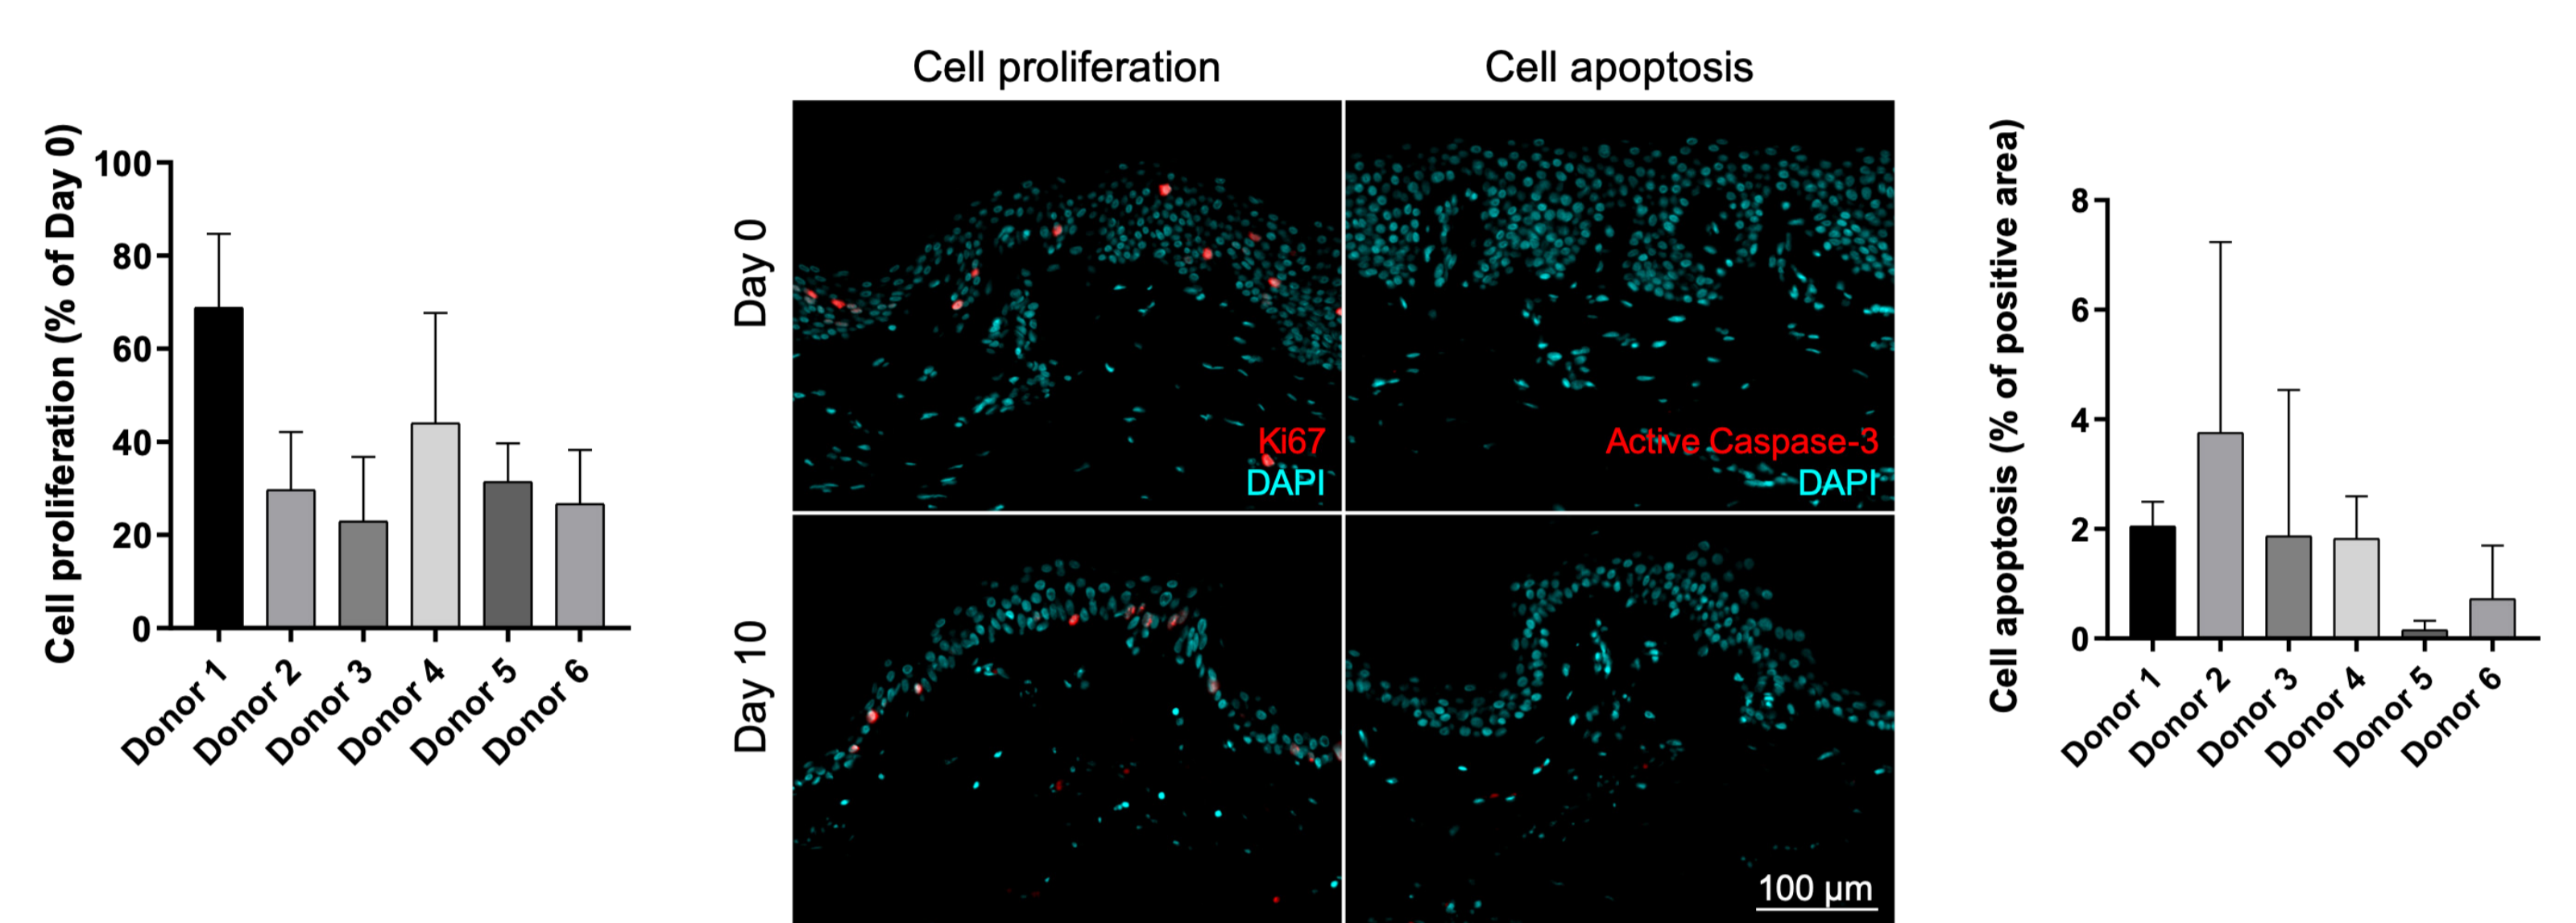 Cell proliferation (% of Day 0)
100
80
60
40
20
0
Donor 1
Donor 2
Donor 3
Donor 4
Donor 5
Donor 6
Cell proliferation
Cell apoptosis
Day 0
Ki67
DAPI
Active Caspase-3
DAPI
Day 10
100 µm
Cell apoptosis (% of positive area)
8
6
4
2
0
Donor 1
Donor 2
Donor 3
Donor 4
Donor 5
Donor 6